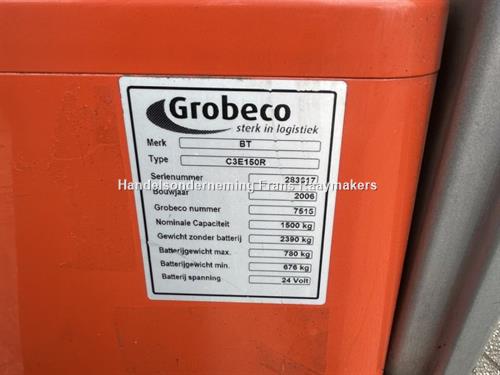 Grobeco
sterk in logistiek
Merk BT
Type C3E150R
Serienummer
Handelsonderneming Frans Raaymakers
Bouwjaar 2006
Grobeco nummer 7515
Nominale Capaciteit 1500 kg
Gewicht zonder batterij 2390 kg
Batterijgewicht max. 780 kg
Batterijgewicht min. 676 kg
Batterij spanning 24 Volt